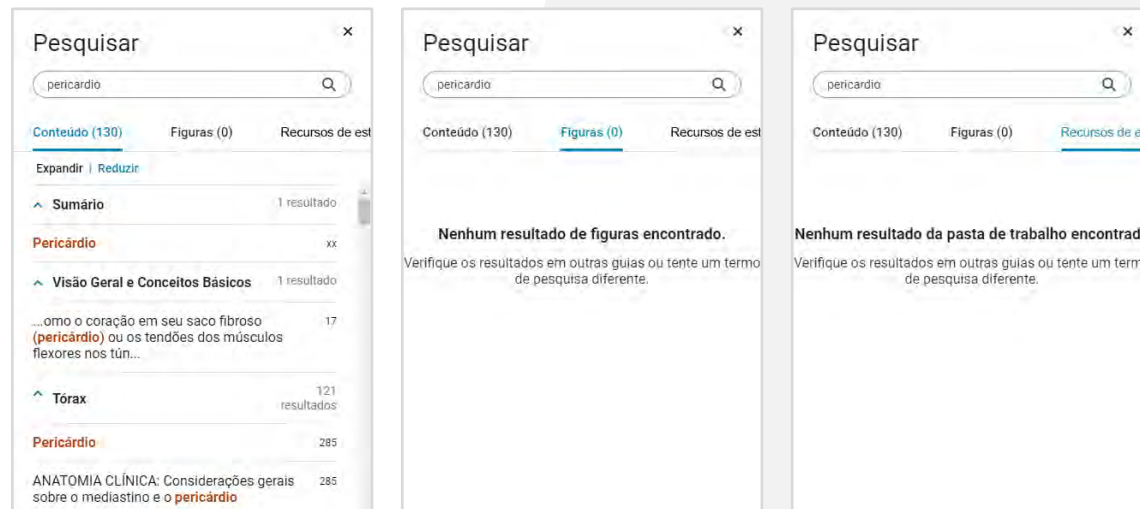 Pesquisar
×
pericardio
Conteúdo (130) Figuras (0) Recursos de est
Expandir | Reduzir
Sumário 1 resultado
Pericárdio xx
Visão Geral e Conceitos Básicos 1 resultado
...omo o coração em seu saco fibroso 17
(pericárdio) ou os tendões dos músculos
flexores nos tún...
Tórax 121
resultados
Pericárdio 285
ANATOMIA CLÍNICA: Considerações gerais 285
sobre o mediastino e o pericárdio
Pesquisar
×
pericardio
Conteúdo (130) Figuras (0) Recursos de est
Nenhum resultado de figuras encontrado.
Verifique os resultados em outras guias ou tente um termo
de pesquisa diferente.
Pesquisar
×
pericardio
Conteúdo (130) Figuras (0) Recursos de e
Nenhum resultado da pasta de trabalho encontrad
Verifique os resultados em outras guias ou tente um term
de pesquisa diferente.